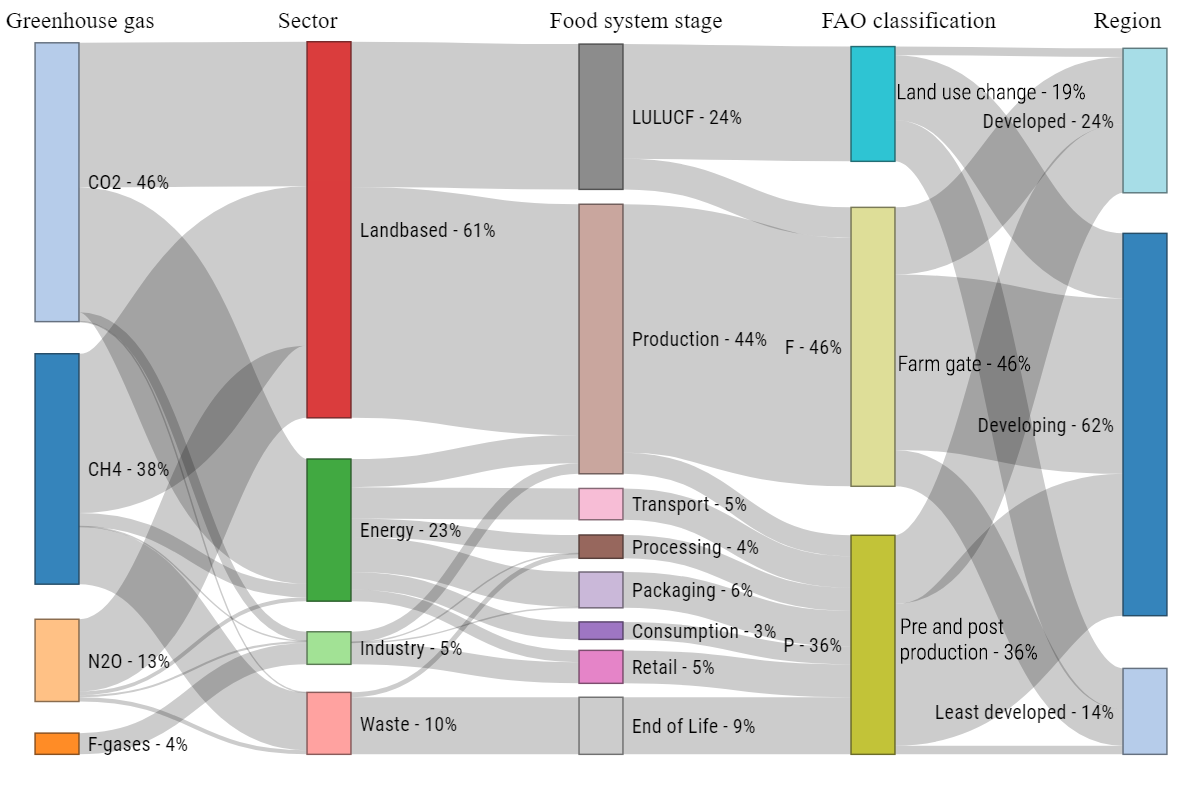 Greenhouse gas
Sector
Food system stage
FAO classification
Region
CO2 - 46%
CH4 - 38%
N2O - 13%
F-gases - 4%
Landbased - 61%
Energy - 23%
Industry - 5%
Waste - 10%
LULUCF - 24%
Production - 44%
Transport - 5%
Processing - 4%
Packaging - 6%
Consumption - 3%
Retail - 5%
End of Life - 9%
F - 46%
P - 36%
Land use change - 19%
Farm gate - 46%
Pre and post
production - 36%
Developed - 24%
Developing - 62%
Least developed - 14%